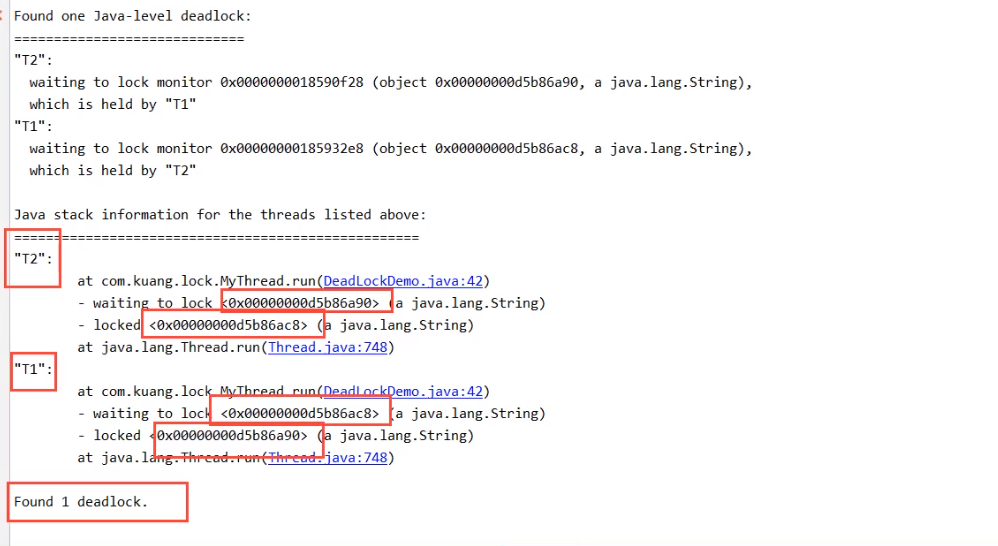 Found one Java-level deadlock:
=============================
"T2":
  waiting to lock monitor 0x0000000018590f28 (object 0x00000000d5b86a90, a java.lang.String),
  which is held by "T1"
"T1":
  waiting to lock monitor 0x00000000185932e8 (object 0x00000000d5b86ac8, a java.lang.String),
  which is held by "T2"

Java stack information for the threads listed above:
===================================================
"T2":
        at com.kuang.lock.MyThread.run(DeadLockDemo.java:42)
        - waiting to lock <0x00000000d5b86a90> (a java.lang.String)
        - locked <0x00000000d5b86ac8> (a java.lang.String)
        at java.lang.Thread.run(Thread.java:748)
"T1":
        at com.kuang.lock.MyThread.run(DeadLockDemo.java:42)
        - waiting to lock <0x00000000d5b86ac8> (a java.lang.String)
        - locked <0x00000000d5b86a90> (a java.lang.String)
        at java.lang.Thread.run(Thread.java:748)

Found 1 deadlock.